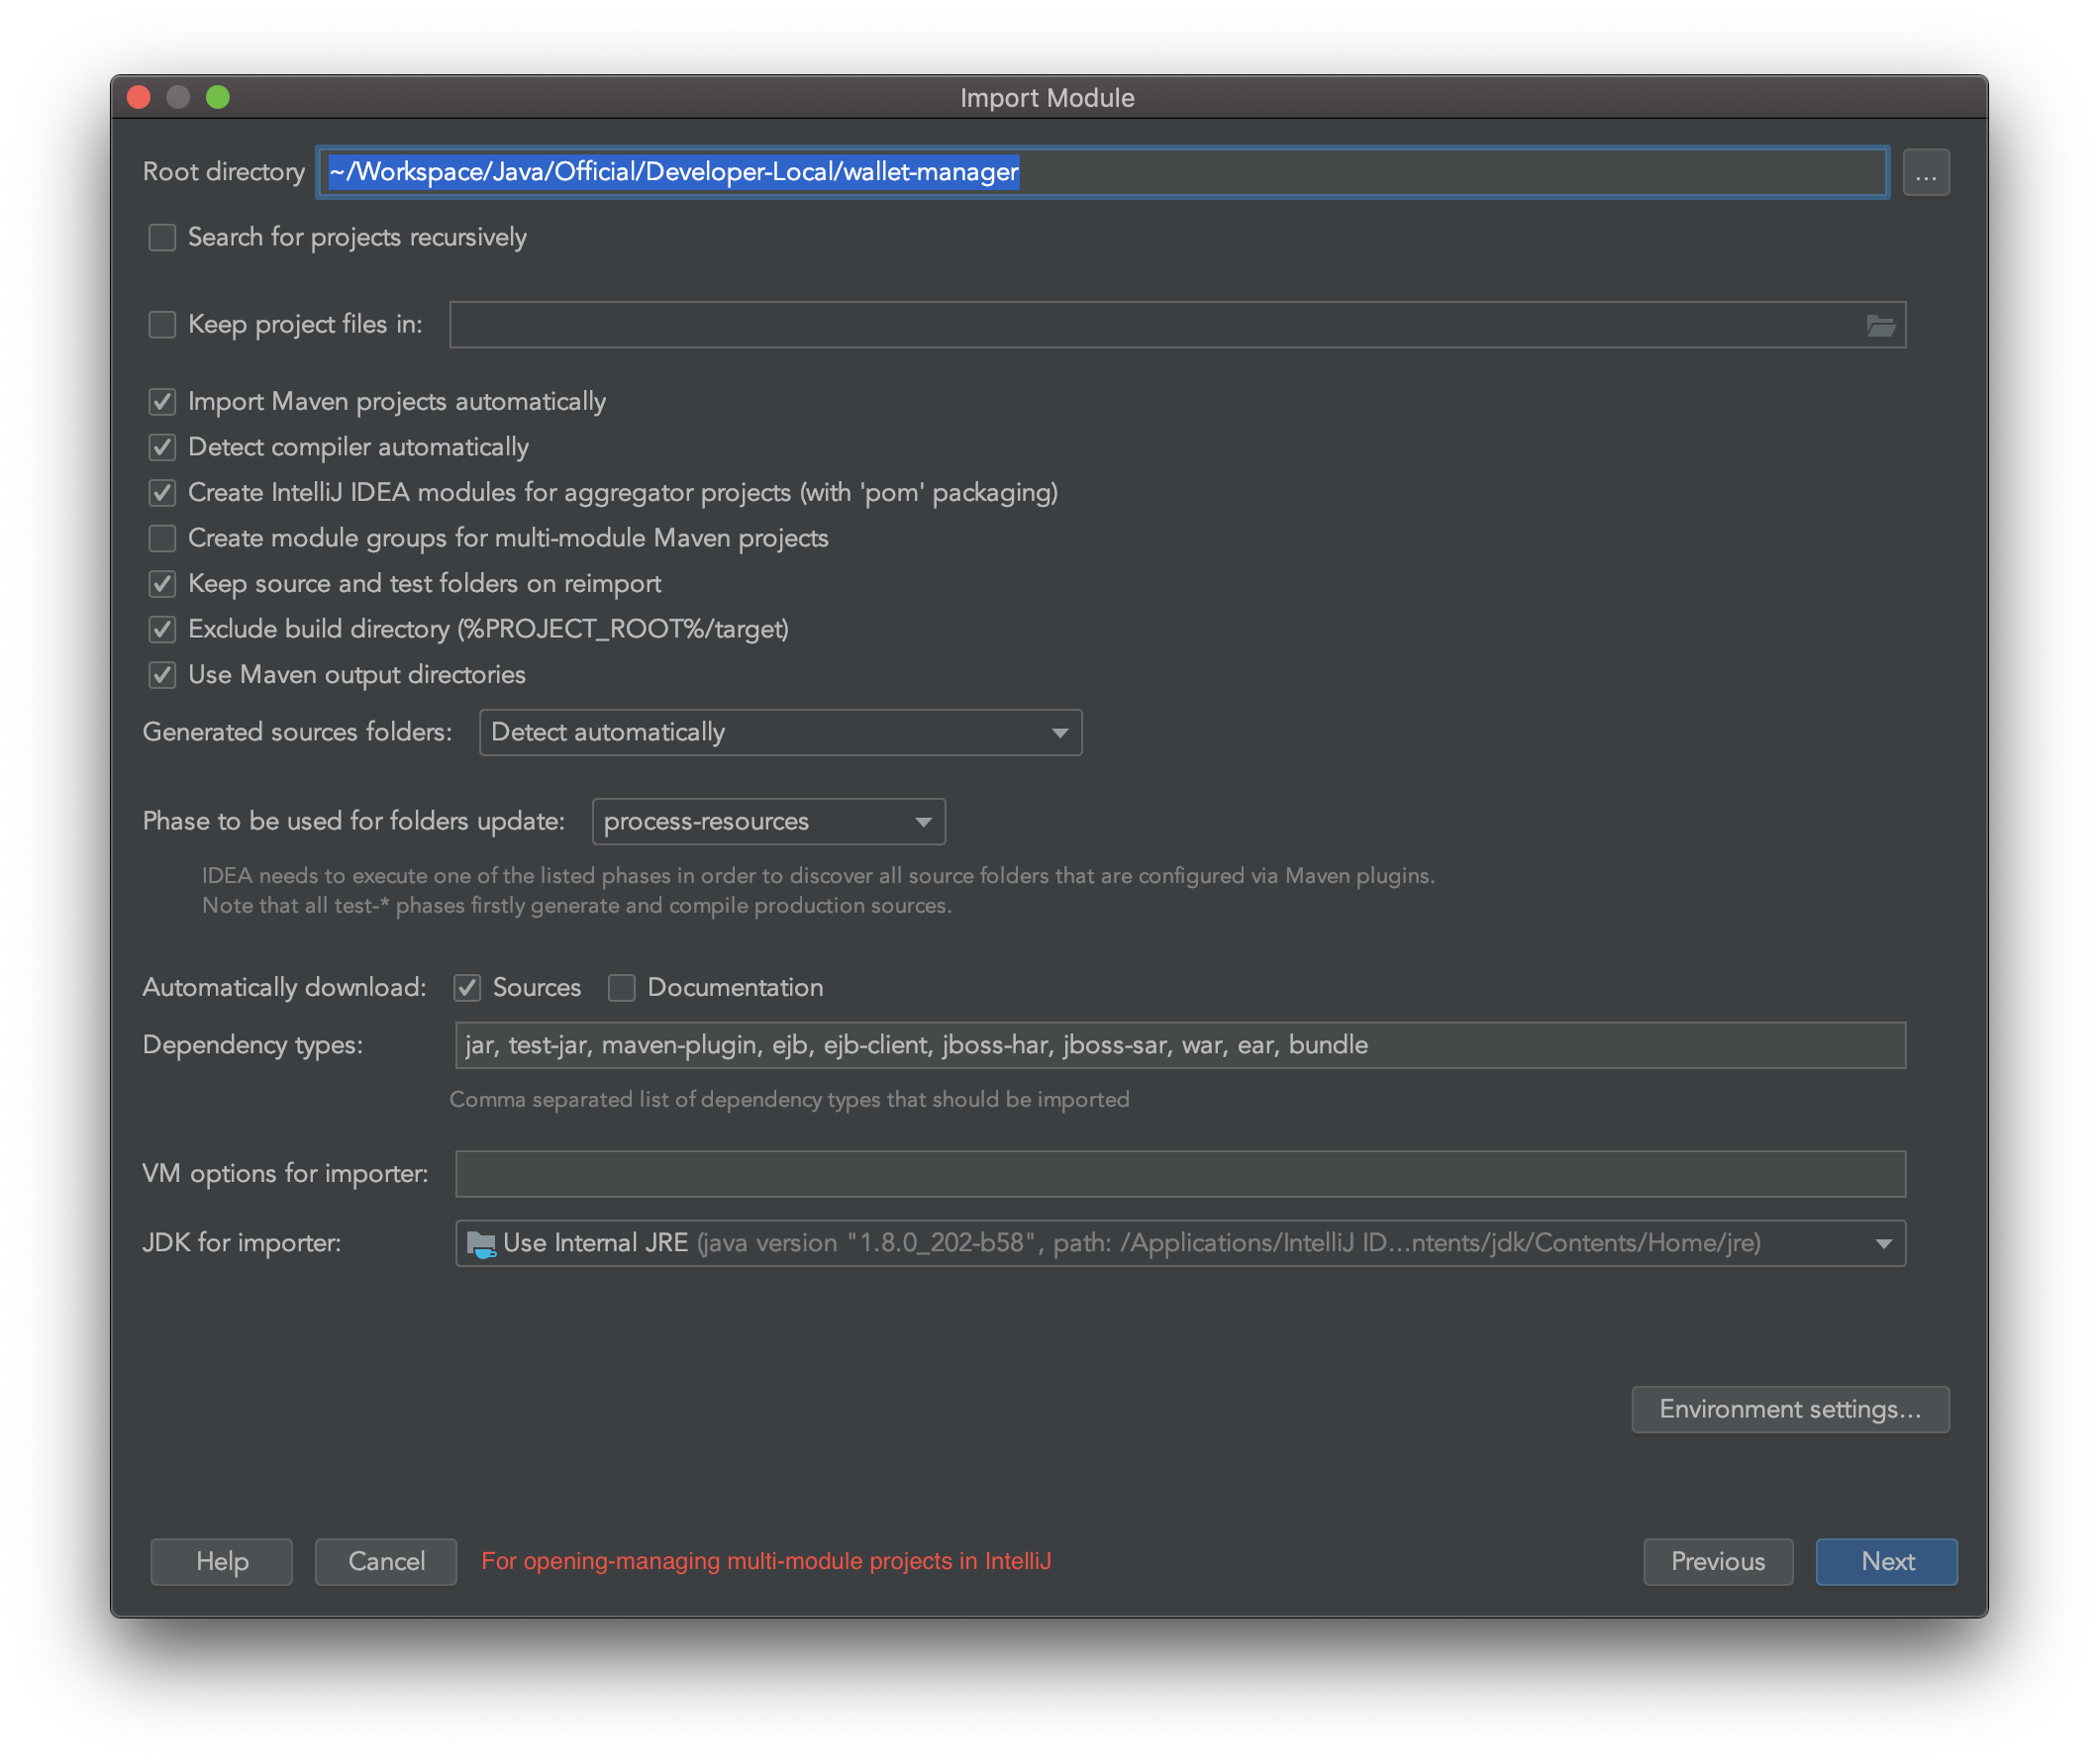 Import Module
Root directory ~/Workspace/Java/Official/Developer-Local/wallet-manager ...
Search for projects recursively
Keep project files in:
Import Maven projects automatically
Detect compiler automatically
Create IntelliJ IDEA modules for aggregator projects (with 'pom' packaging)
Create module groups for multi-module Maven projects
Keep source and test folders on reimport
Exclude build directory (%PROJECT_ROOT%/target)
Use Maven output directories
Generated sources folders: Detect automatically
Phase to be used for folders update: process-resources
IDEA needs to execute one of the listed phases in order to discover all source folders that are configured via Maven plugins.
Note that all test-* phases firstly generate and compile production sources.
Automatically download: Sources Documentation
Dependency types: jar, test-jar, maven-plugin, ejb, ejb-client, jboss-har, jboss-sar, war, ear, bundle
Comma separated list of dependency types that should be imported
VM options for importer:
JDK for importer: Use Internal JRE (java version "1.8.0_202-b58", path: /Applications/IntelliJ ID...ntents/jdk/Contents/Home/jre)
Environment settings...
Help Cancel For opening-managing multi-module projects in IntelliJ Previous Next